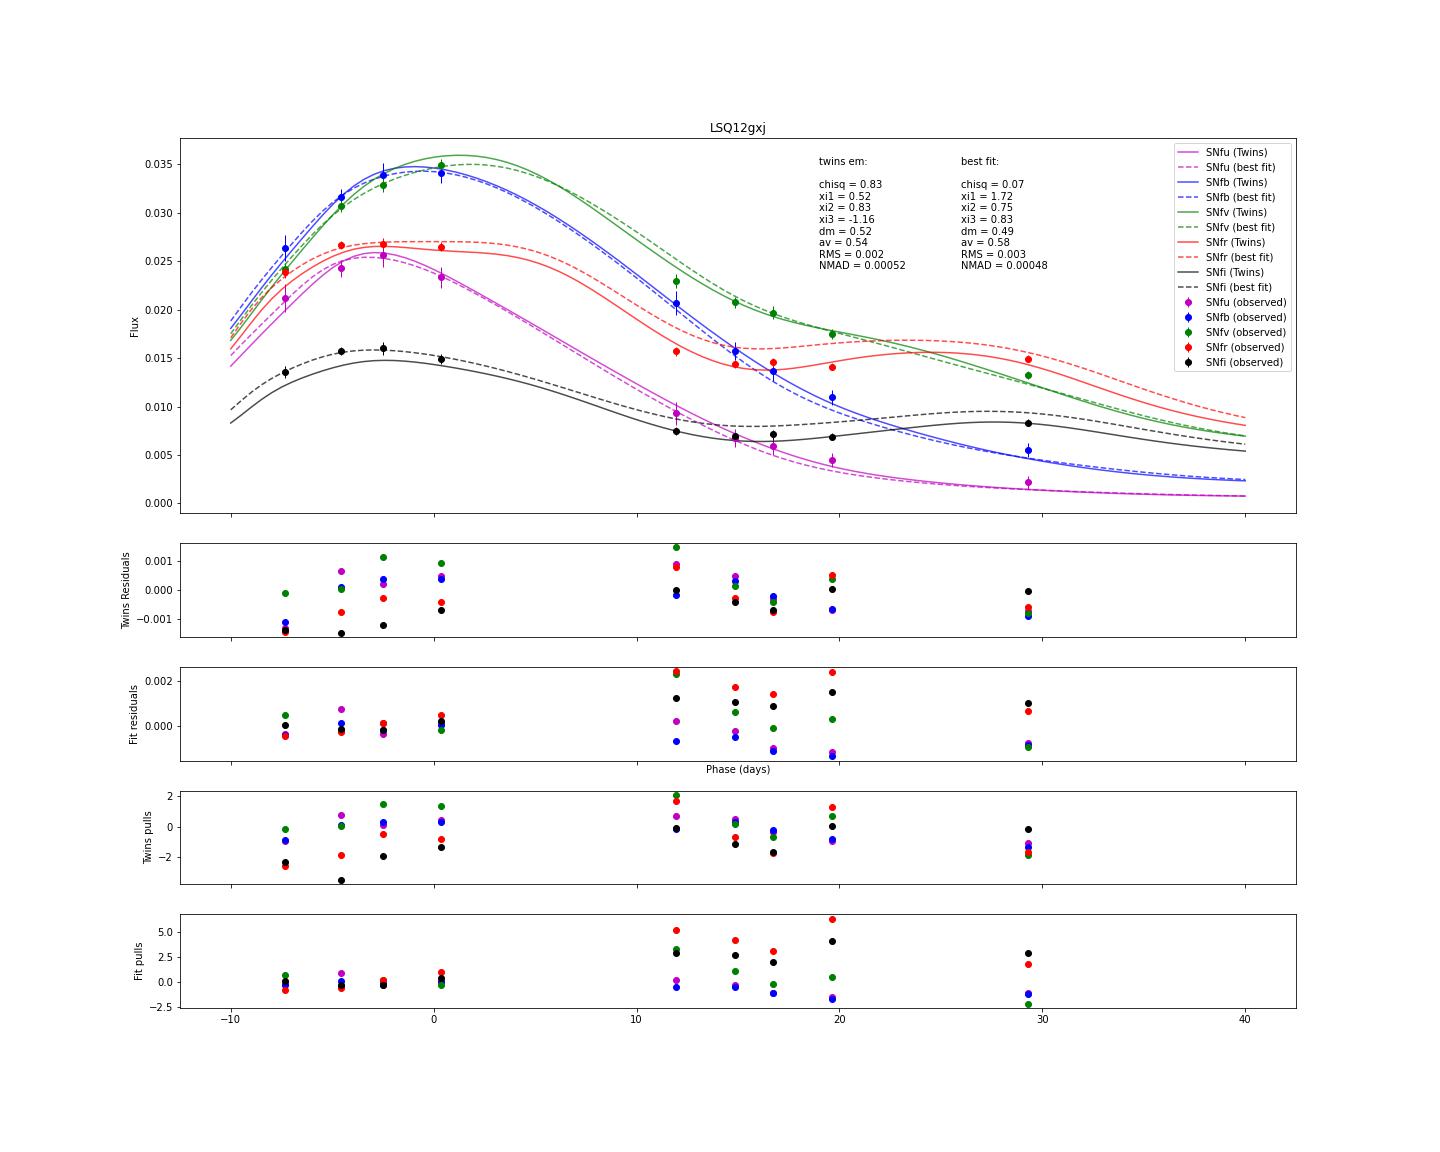 LSQ12gxj
Flux
0.035
0.030
0.025
0.020
0.015
0.010
0.005
0.000
twins em:
chisq = 0.83
xi1 = 0.52
xi2 = 0.83
xi3 = -1.16
dm = 0.52
av = 0.54
RMS = 0.002
NMAD = 0.00052
best fit:
chisq = 0.07
xi1 = 1.72
xi2 = 0.75
xi3 = 0.83
dm = 0.49
av = 0.58
RMS = 0.003
NMAD = 0.00048
SNfu (Twins)
SNfu (best fit)
SNfb (Twins)
SNfb (best fit)
SNfv (Twins)
SNfv (best fit)
SNfr (Twins)
SNfr (best fit)
SNfi (Twins)
SNfi (best fit)
SNfu (observed)
SNfb (observed)
SNfv (observed)
SNfr (observed)
SNfi (observed)
Twins Residuals
0.001
0.000
−0.001
Fit residuals
0.002
0.000
Phase (days)
Twins pulls
2
0
−2
Fit pulls
5.0
2.5
0.0
−2.5
−10 0 10 20 30 40